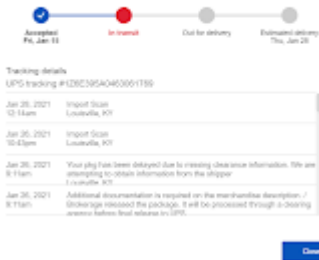 Accepted
In transit
Out for delivery
Estimated delivery
Fri, Jan 15
Thu, Jan 28
Tracking details
UPS tracking
Jan 26, 2021 Import Scan
12:14am Louisville, KY
Jan 26, 2021 Import Scan
10:43pm Louisville, KY
Jan 26, 2021 Your pkg has been delayed due to missing clearance information. We are
9:11am attempting to obtain information from the shipper
Louisville, KY
Jan 26, 2021 Additional documentation is required on the merchandise description /
9:11am Brokerage released the package. It will be processed through a clearing
agency before final release to UPS.